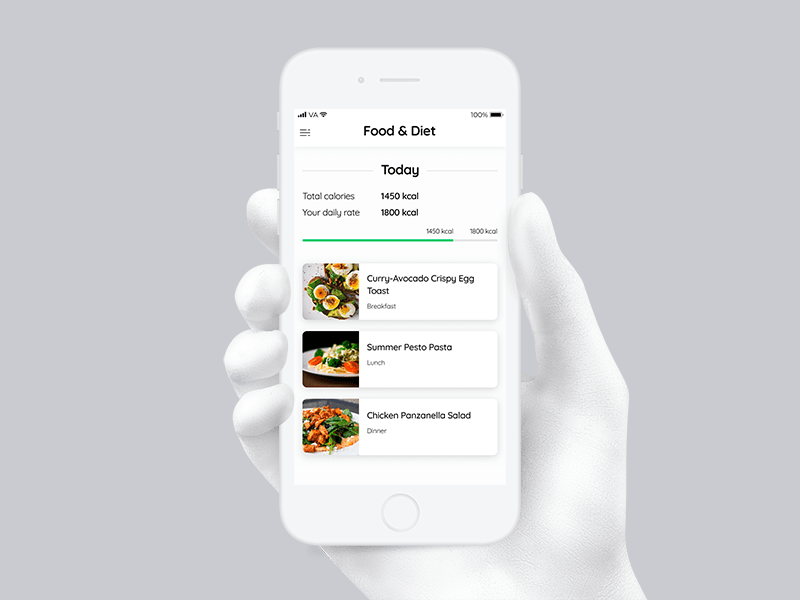 VA 100%
Food & Diet
Today
Total calories 1450 kcal
Your daily rate 1800 kcal
1450 kcal 1800 kcal
Curry-Avocado Crispy Egg
Toast
Breakfast
Summer Pesto Pasta
Lunch
Chicken Panzanella Salad
Dinner